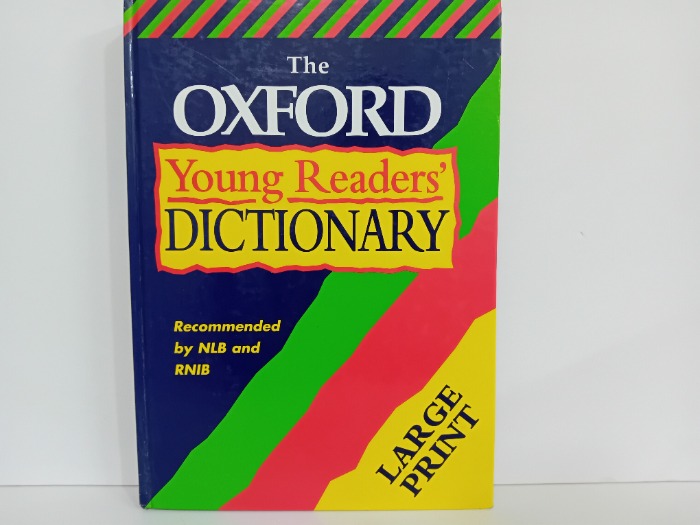 The
OXFORD
Young Readers'
DICTIONARY
Recommended
by NLB and
RNIB
LARGE
PRINT